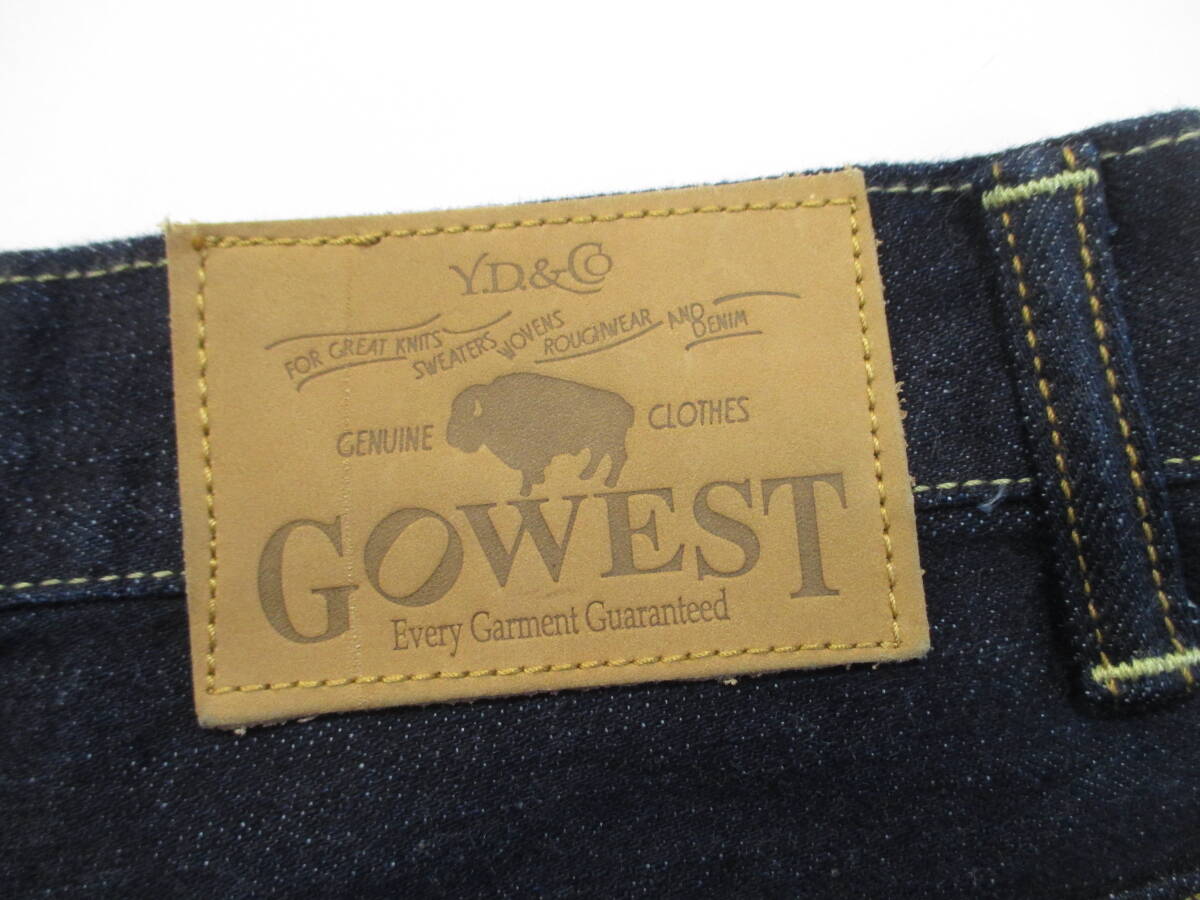 Y.D.&Co
FOR GREAT KNITS SWEATERS WOVENS ROUGHWEAR AND DENIM
GENUINE CLOTHES
GOWEST
Every Garment Guaranteed